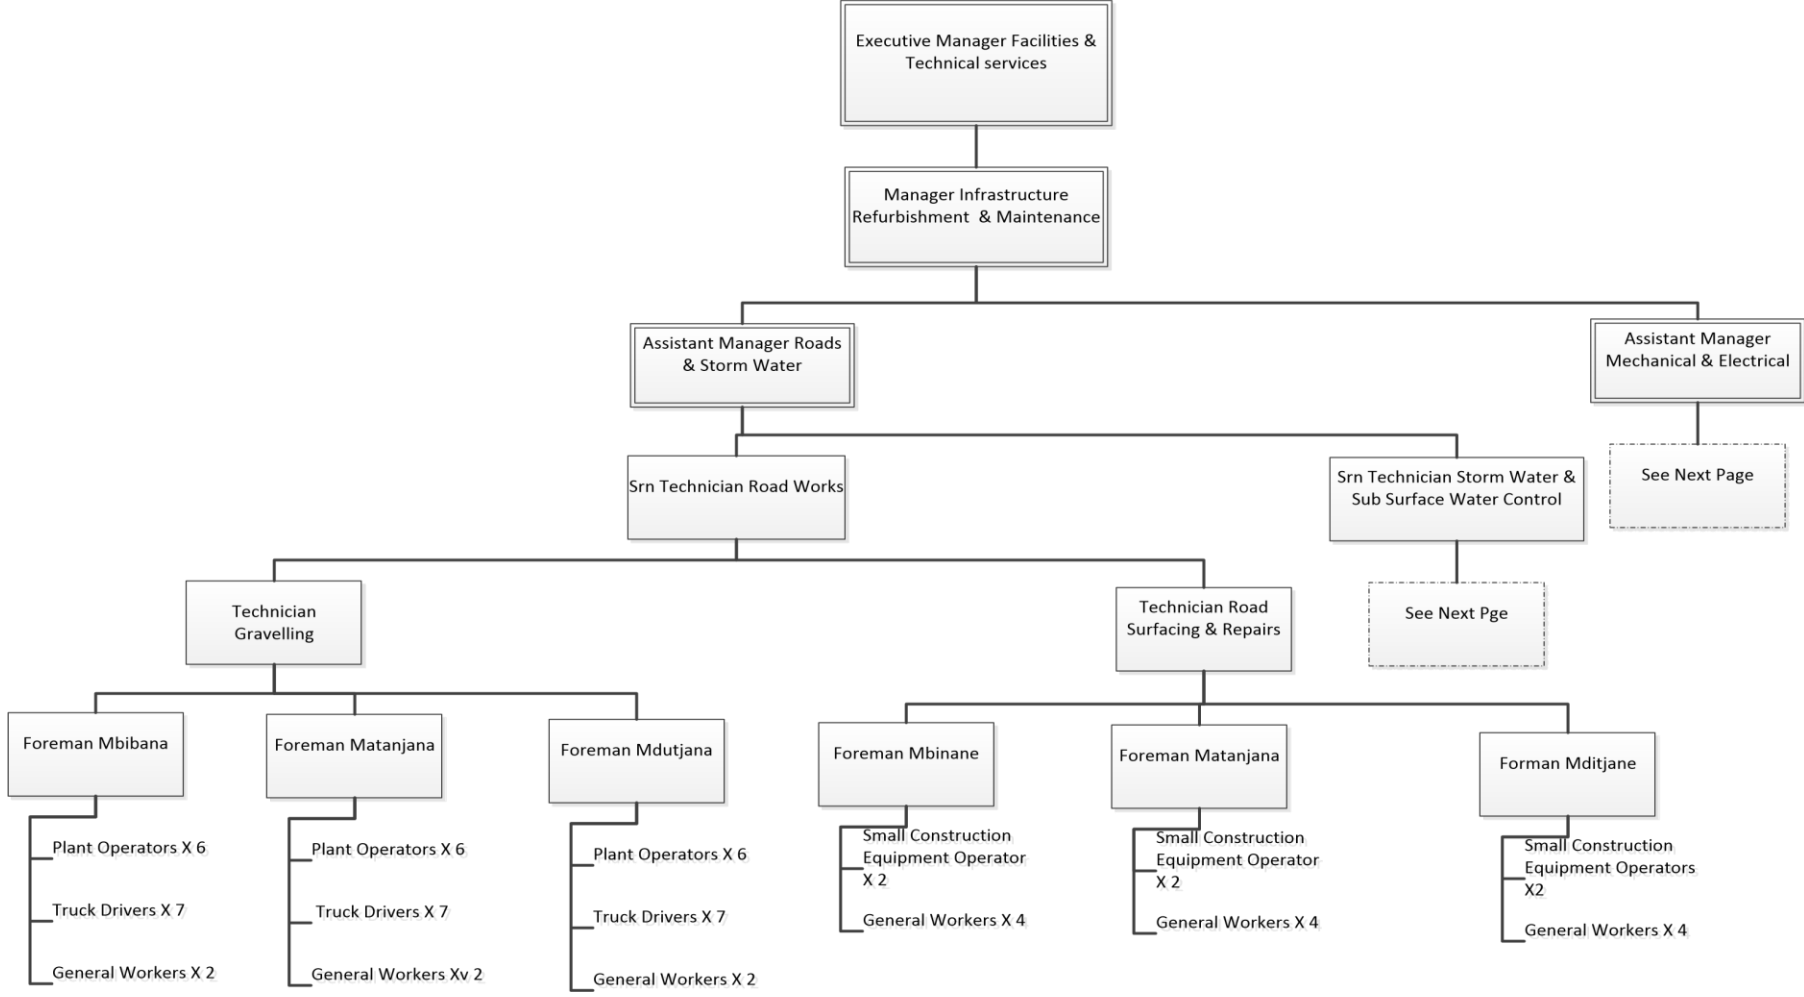 Executive Manager Facilities &
Technical services
Manager Infrastructure
Refurbishment & Maintenance
Assistant Manager Roads
& Storm Water
Assistant Manager
Mechanical & Electrical
Srn Technician Road Works
Srn Technician Storm Water &
Sub Surface Water Control
See Next Page
Technician
Gravelling
Technician Road
Surfacing & Repairs
See Next Pge
Foreman Mbibana
Foreman Matanjana
Foreman Mdutjana
Foreman Mbinane
Foreman Matanjana
Forman Mditjane
Plant Operators X 6
Truck Drivers X 7
General Workers X 2
Plant Operators X 6
Truck Drivers X 7
General Workers Xv 2
Plant Operators X 6
Truck Drivers X 7
General Workers X 2
Small Construction
Equipment Operator
X 2
General Workers X 4
Small Construction
Equipment Operator
X 2
General Workers X 4
Small Construction
Equipment Operators
X2
General Workers X 4